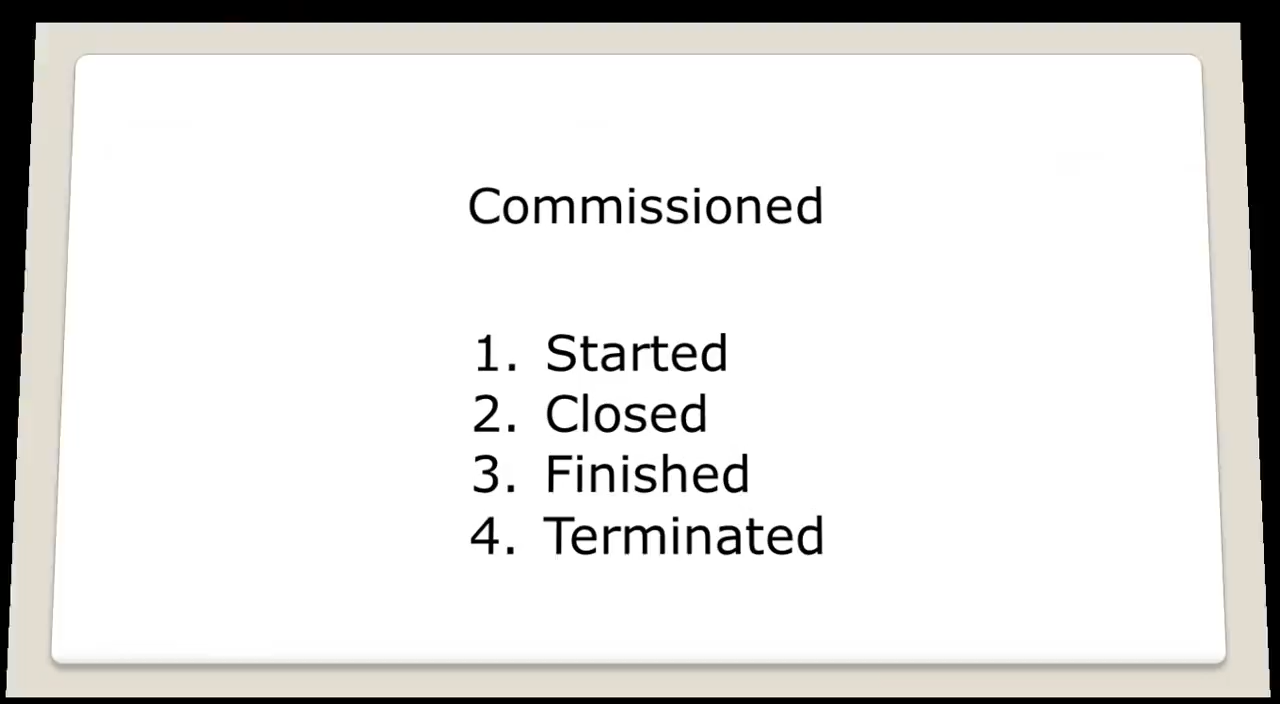 Commissioned
1. Started
2. Closed
3. Finished
4. Terminated